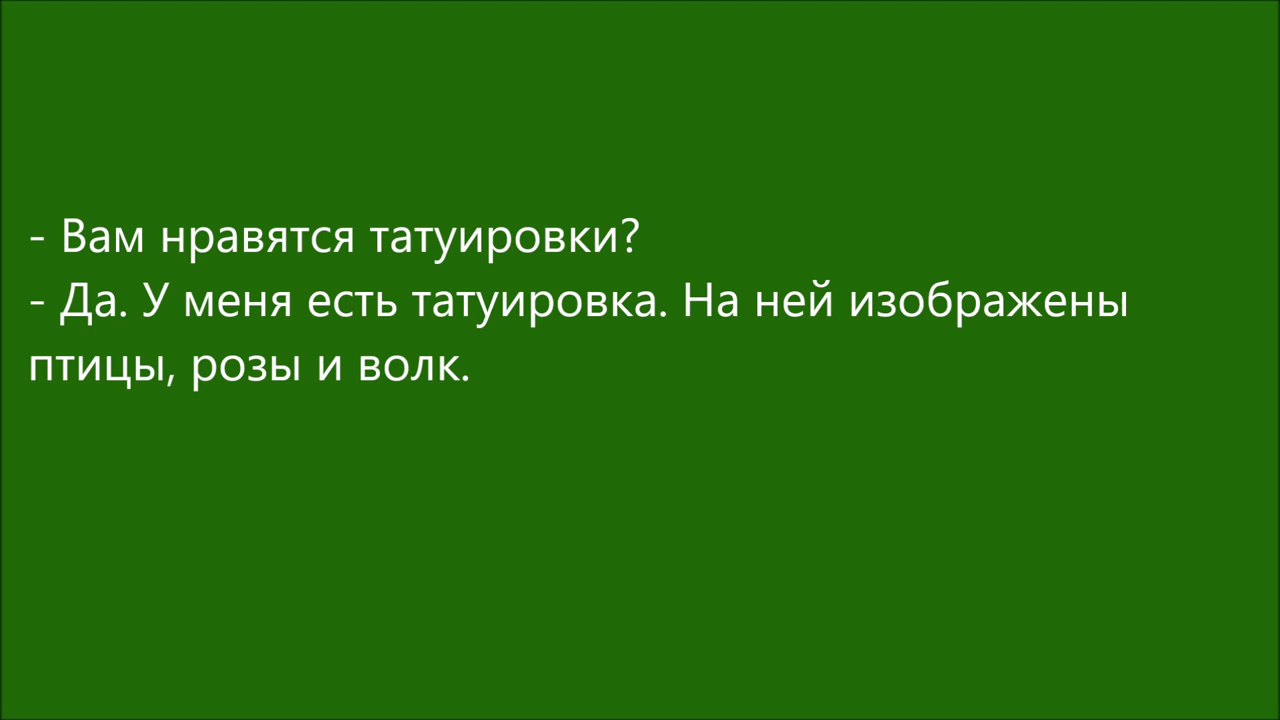 - Вам нравятся татуировки?
- Да. У меня есть татуировка. На ней изображены
птицы, розы и волк.